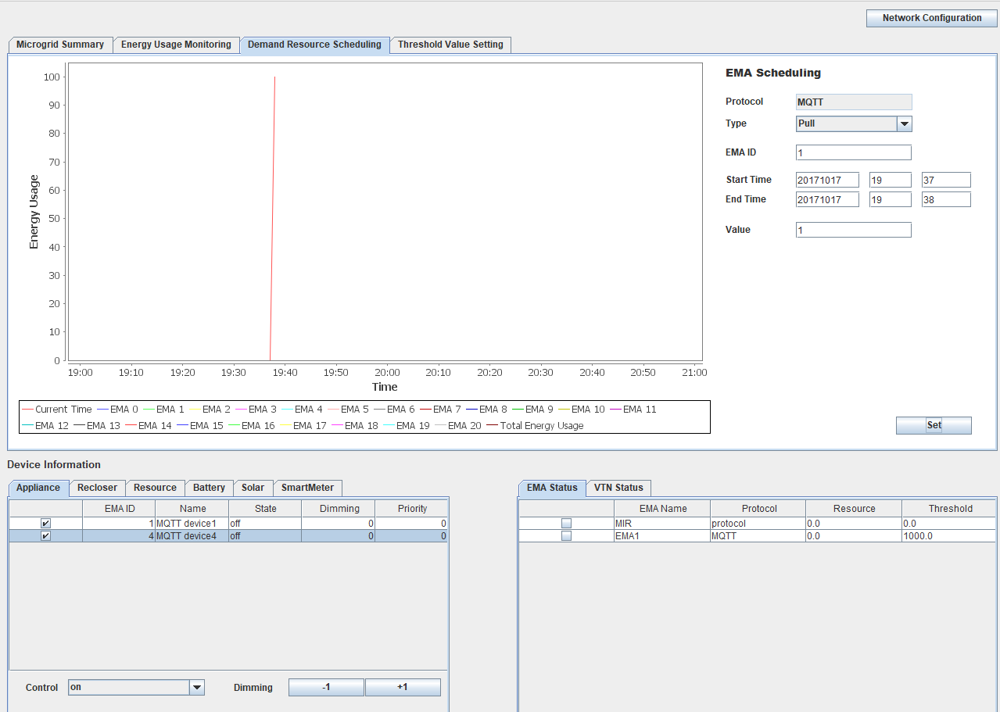 Network Configuration
Microgrid Summary Energy Usage Monitoring Demand Resource Scheduling Threshold Value Setting
EMA Scheduling
Protocol MQTT
Type Pull
EMA ID 1
Start Time 20171017 19 37
End Time 20171017 19 38
Value 1
Set
Energy Usage
100
90
80
70
60
50
40
30
20
10
0
19:00 19:10 19:20 19:30 19:40 19:50 20:00 20:10 20:20 20:30 20:40 20:50 21:00
Time
Current Time EMA 0 EMA 1 EMA 2 EMA 3 EMA 4 EMA 5 EMA 6 EMA 7 EMA 8 EMA 9 EMA 10 EMA 11
EMA 12 EMA 13 EMA 14 EMA 15 EMA 16 EMA 17 EMA 18 EMA 19 EMA 20 Total Energy Usage
Device Information
Appliance Recloser Resource Battery Solar SmartMeter
EMA ID Name State Dimming Priority
1 MQTT device1 off 0 0
4 MQTT device4 off 0 0
Control on Dimming -1 +1
EMA Status VTN Status
EMA Name Protocol Resource Threshold
MIR protocol 0.0 0.0
EMA1 MQTT 0.0 1000.0